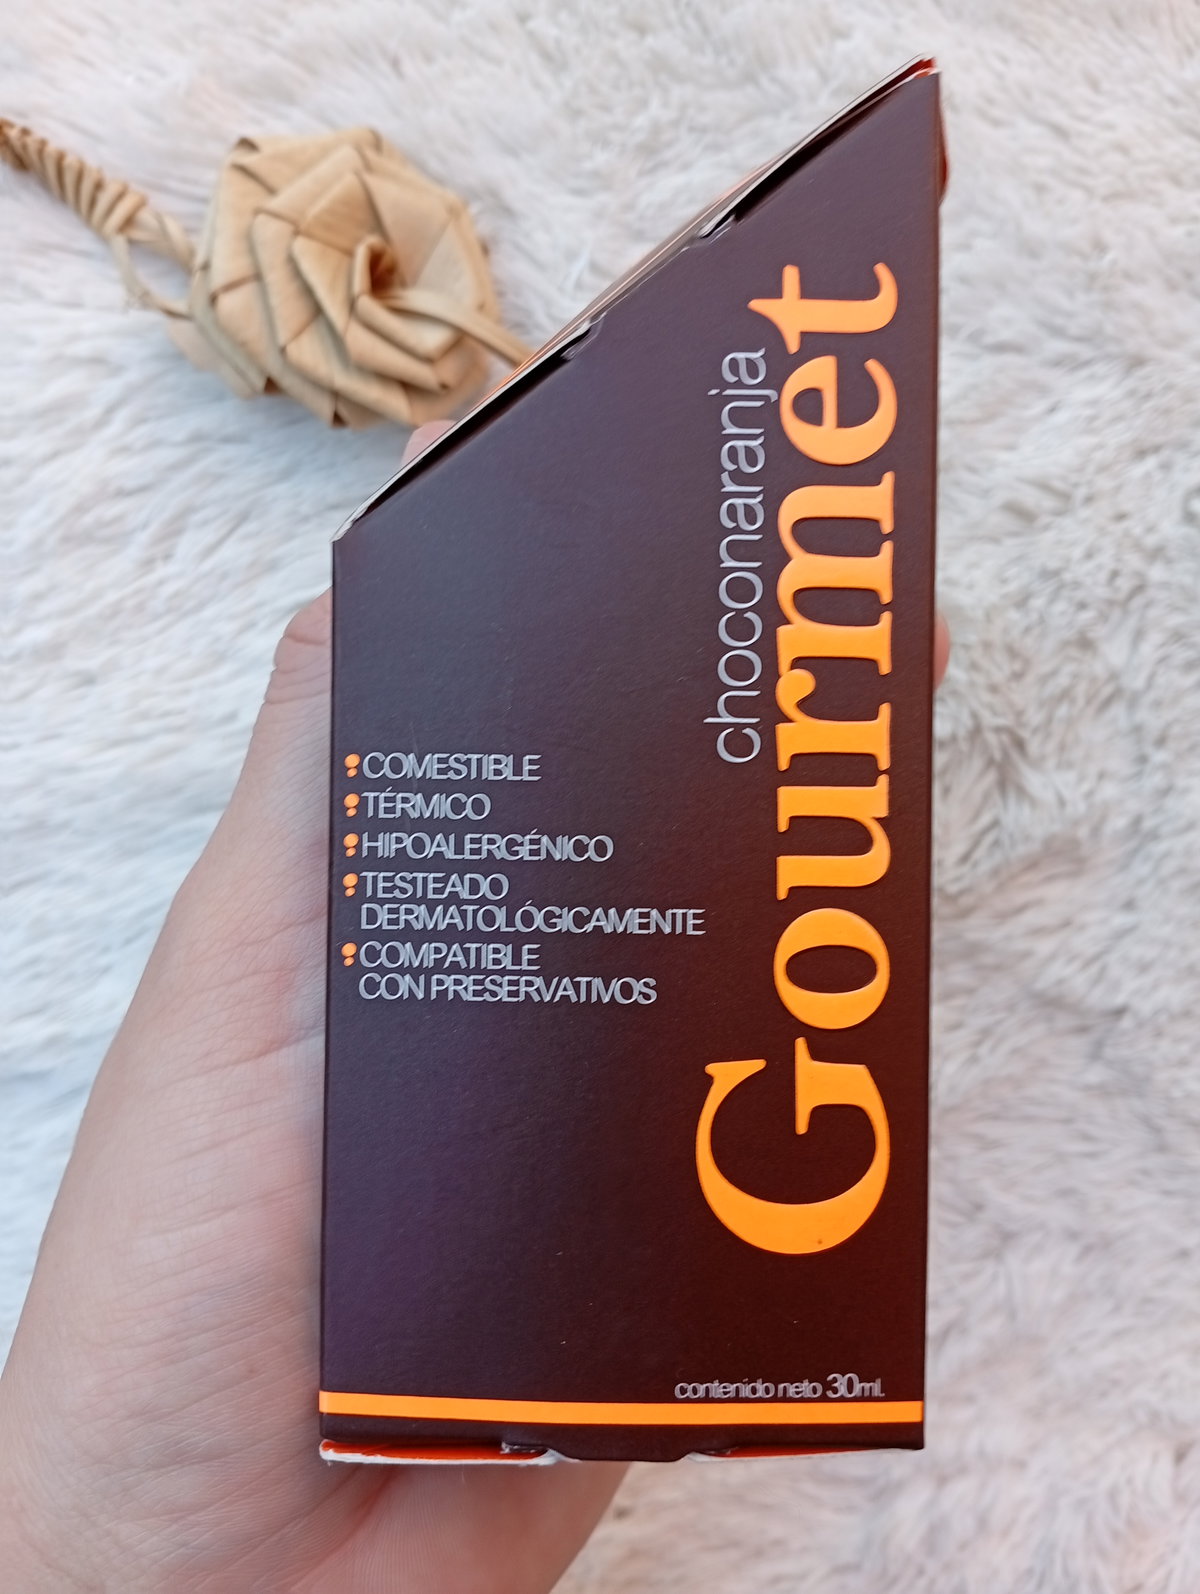 choconaranja
Gourmet
COMESTIBLE
TÉRMICO
HIPOALERGÉNICO
TESTEADO
DERMATOLÓGICAMENTE
COMPATIBLE
CON PRESERVATIVOS
contenido neto 30ml.